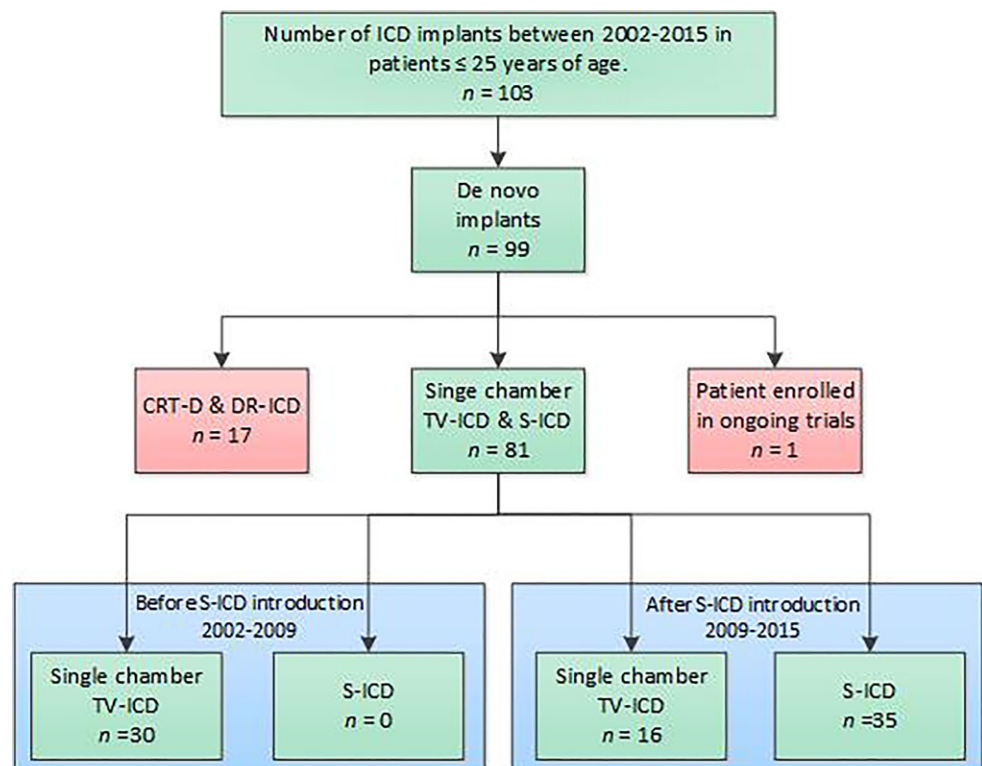 Number of ICD implants between 2002-2015 in
patients ≤ 25 years of age.
n = 103
De novo
implants
n = 99
CRT-D & DR-ICD
n = 17
Singe chamber
TV-ICD & S-ICD
n = 81
Patient enrolled
in ongoing trials
n = 1
Before S-ICD introduction
2002-2009
Single chamber
TV-ICD
n =30
S-ICD
n = 0
After S-ICD introduction
2009-2015
Single chamber
TV-ICD
n = 16
S-ICD
n =35